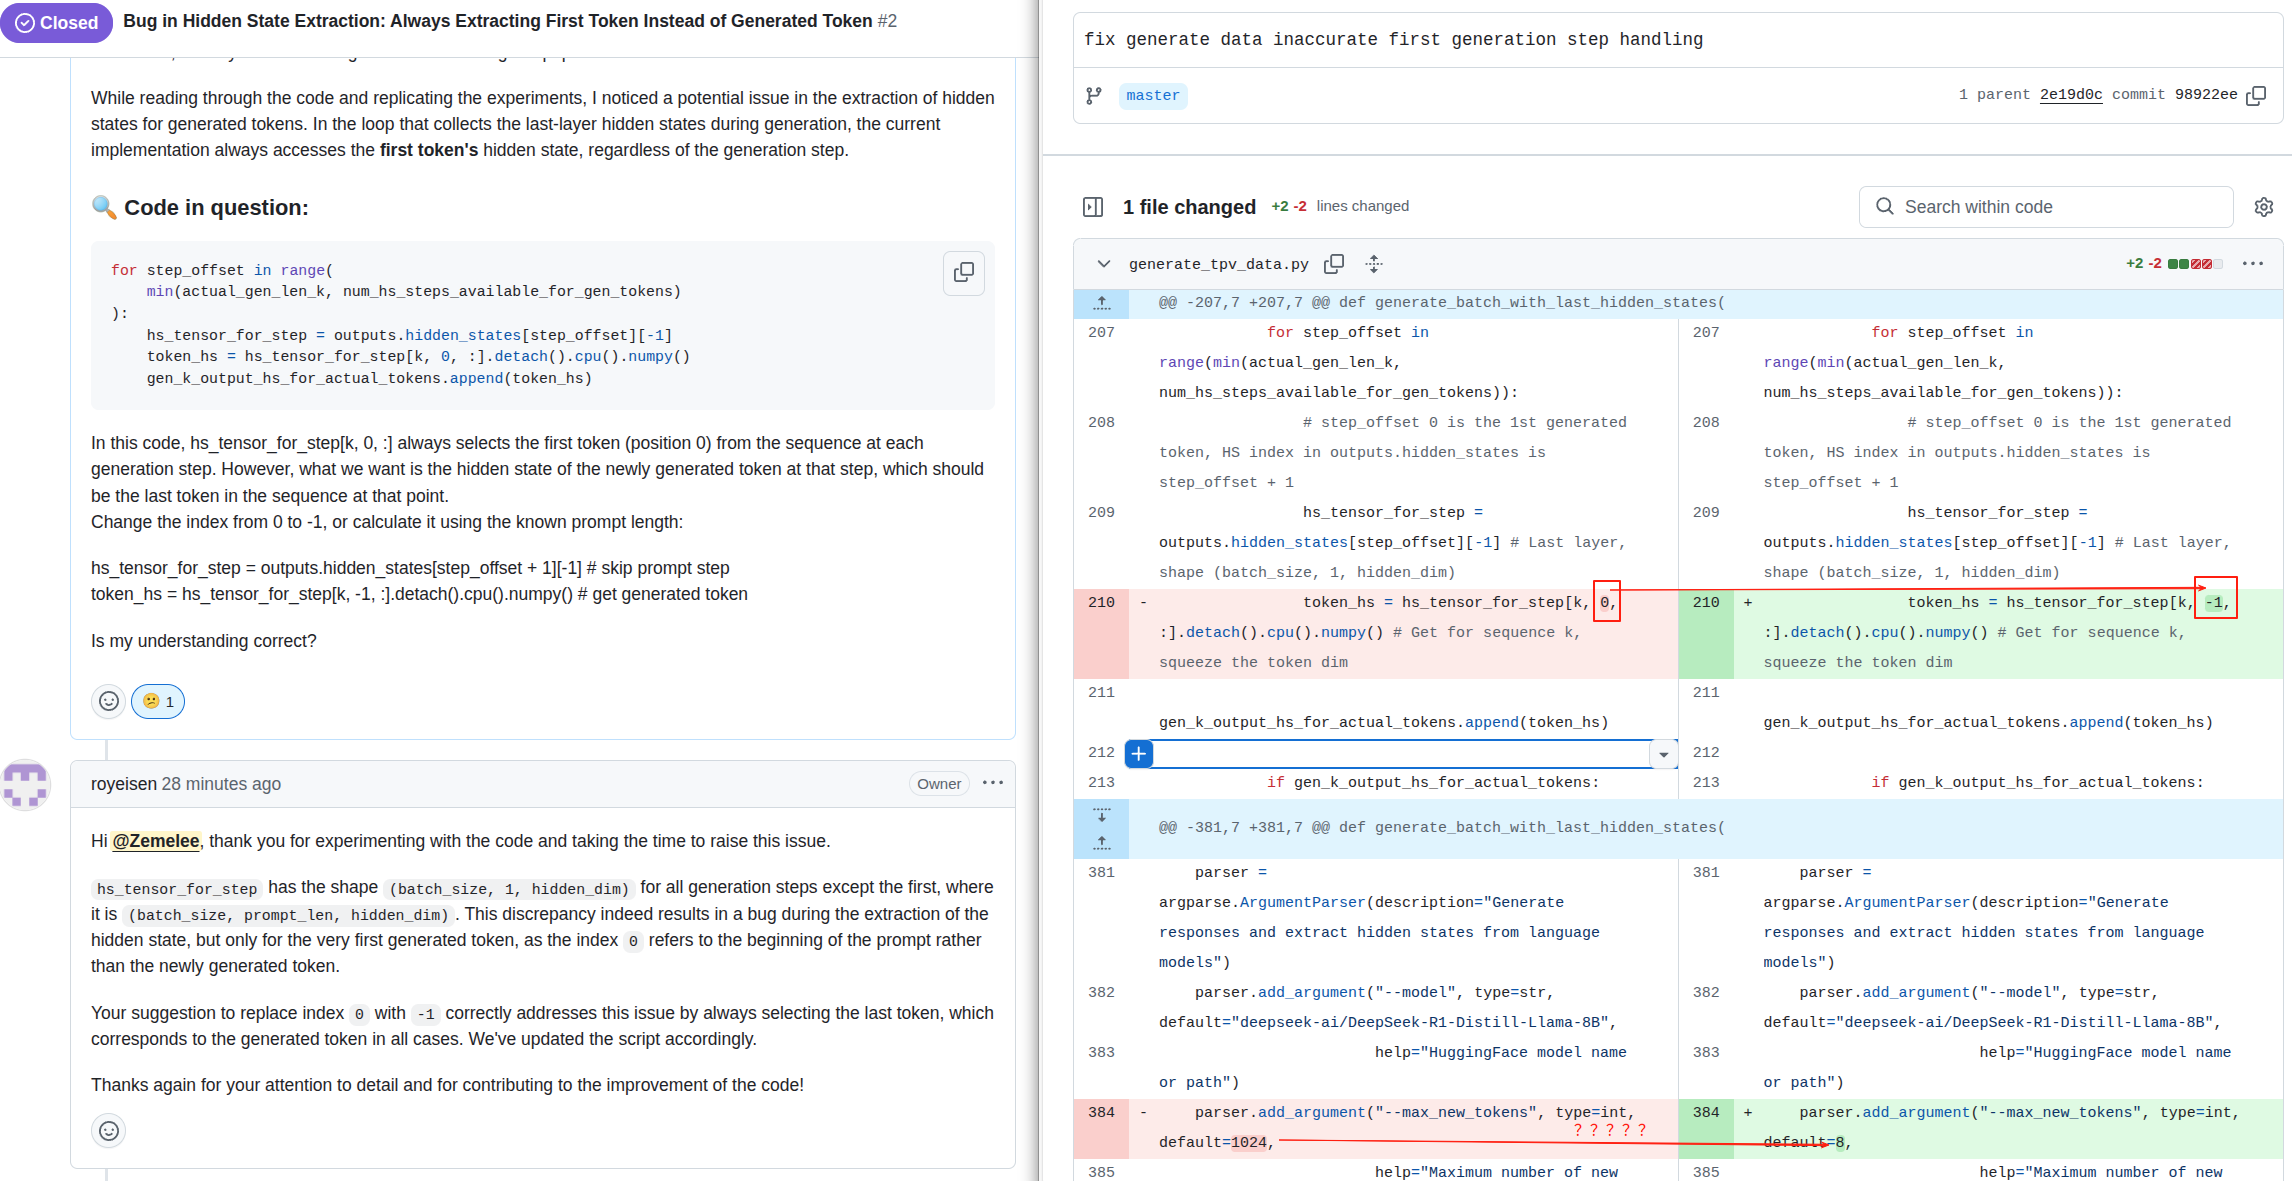 Closed
Bug in Hidden State Extraction: Always Extracting First Token Instead of Generated Token #2
While reading through the code and replicating the experiments, I noticed a potential issue in the extraction of hidden
states for generated tokens. In the loop that collects the last-layer hidden states during generation, the current
implementation always accesses the first token's hidden state, regardless of the generation step.
🔍 Code in question:
for step_offset in range(
    min(actual_gen_len_k, num_hs_steps_available_for_gen_tokens)
):
    hs_tensor_for_step = outputs.hidden_states[step_offset][-1]
    token_hs = hs_tensor_for_step[k, 0, :].detach().cpu().numpy()
    gen_k_output_hs_for_actual_tokens.append(token_hs)
In this code, hs_tensor_for_step[k, 0, :] always selects the first token (position 0) from the sequence at each
generation step. However, what we want is the hidden state of the newly generated token at that step, which should
be the last token in the sequence at that point.
Change the index from 0 to -1, or calculate it using the known prompt length:
hs_tensor_for_step = outputs.hidden_states[step_offset + 1][-1] # skip prompt step
token_hs = hs_tensor_for_step[k, -1, :].detach().cpu().numpy() # get generated token
Is my understanding correct?
😕 1
royeisen 28 minutes ago
Owner
Hi @Zemelee, thank you for experimenting with the code and taking the time to raise this issue.
hs_tensor_for_step has the shape (batch_size, 1, hidden_dim) for all generation steps except the first, where
it is (batch_size, prompt_len, hidden_dim). This discrepancy indeed results in a bug during the extraction of the
hidden state, but only for the very first generated token, as the index 0 refers to the beginning of the prompt rather
than the newly generated token.
Your suggestion to replace index 0 with -1 correctly addresses this issue by always selecting the last token, which
corresponds to the generated token in all cases. We've updated the script accordingly.
Thanks again for your attention to detail and for contributing to the improvement of the code!
fix generate data inaccurate first generation step handling
master
1 parent 2e19d0c commit 98922ee
1 file changed +2 -2 lines changed
Search within code
generate_tpv_data.py
+2 -2
@@ -207,7 +207,7 @@ def generate_batch_with_last_hidden_states(
207 for step_offset in
range(min(actual_gen_len_k,
num_hs_steps_available_for_gen_tokens)):
208 # step_offset 0 is the 1st generated
token, HS index in outputs.hidden_states is
step_offset + 1
209 hs_tensor_for_step =
outputs.hidden_states[step_offset][-1] # Last layer,
shape (batch_size, 1, hidden_dim)
210 - token_hs = hs_tensor_for_step[k, 0,
:].detach().cpu().numpy() # Get for sequence k,
squeeze the token dim
211
gen_k_output_hs_for_actual_tokens.append(token_hs)
212
213 if gen_k_output_hs_for_actual_tokens:
207 for step_offset in
range(min(actual_gen_len_k,
num_hs_steps_available_for_gen_tokens)):
208 # step_offset 0 is the 1st generated
token, HS index in outputs.hidden_states is
step_offset + 1
209 hs_tensor_for_step =
outputs.hidden_states[step_offset][-1] # Last layer,
shape (batch_size, 1, hidden_dim)
210 + token_hs = hs_tensor_for_step[k, -1,
:].detach().cpu().numpy() # Get for sequence k,
squeeze the token dim
211
gen_k_output_hs_for_actual_tokens.append(token_hs)
212
213 if gen_k_output_hs_for_actual_tokens:
@@ -381,7 +381,7 @@ def generate_batch_with_last_hidden_states(
381 parser =
argparse.ArgumentParser(description="Generate
responses and extract hidden states from language
models")
382 parser.add_argument("--model", type=str,
default="deepseek-ai/DeepSeek-R1-Distill-Llama-8B",
383 help="HuggingFace model name
or path")
384 - parser.add_argument("--max_new_tokens", type=int,
default=1024,
? ? ? ? ?
385 help="Maximum number of new
381 parser =
argparse.ArgumentParser(description="Generate
responses and extract hidden states from language
models")
382 parser.add_argument("--model", type=str,
default="deepseek-ai/DeepSeek-R1-Distill-Llama-8B",
383 help="HuggingFace model name
or path")
384 + parser.add_argument("--max_new_tokens", type=int,
default=8,
385 help="Maximum number of new